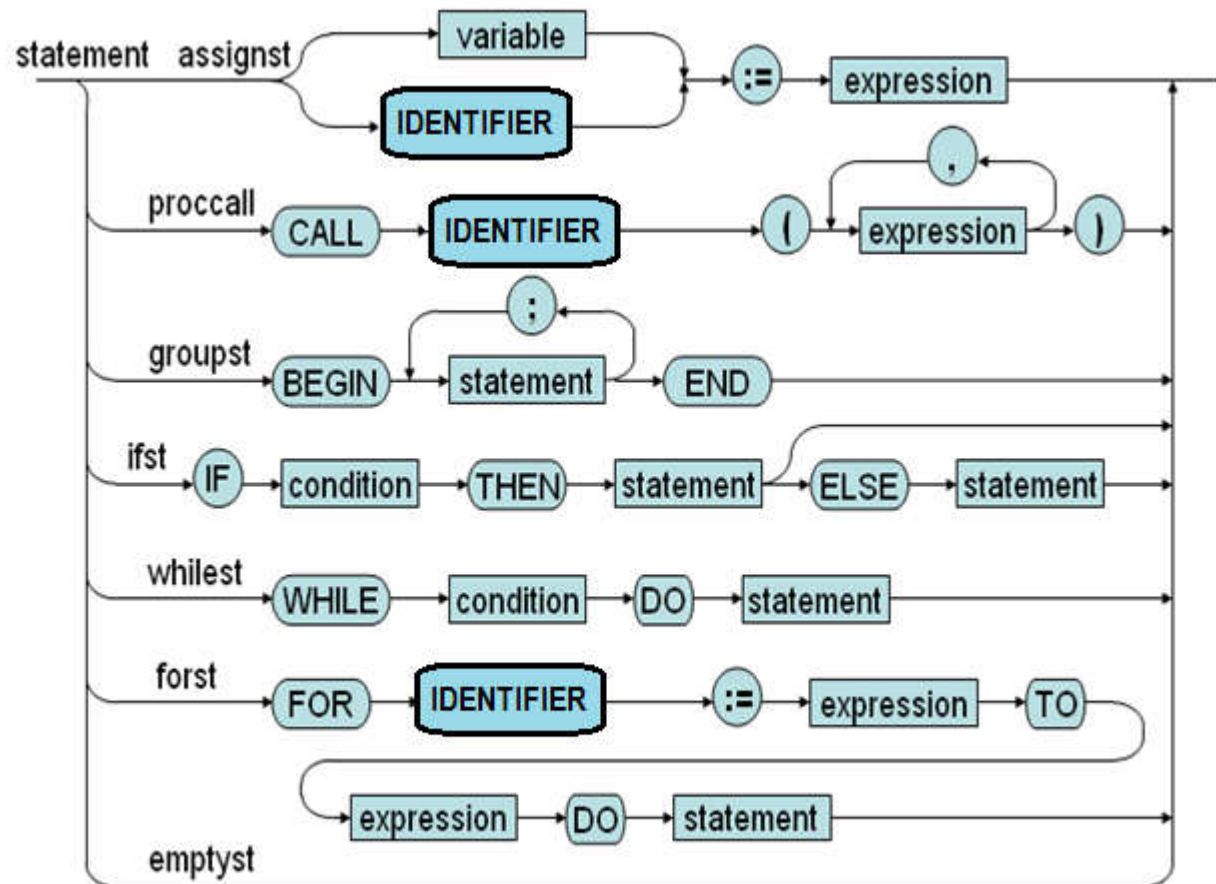 statement assignst variable := expression
IDENTIFIER
,
proccall CALL IDENTIFIER ( expression )
;
groupst BEGIN statement END
ifst IF condition THEN statement ELSE statement
whilest WHILE condition DO statement
forst FOR IDENTIFIER := expression TO
expression DO statement
emptyst